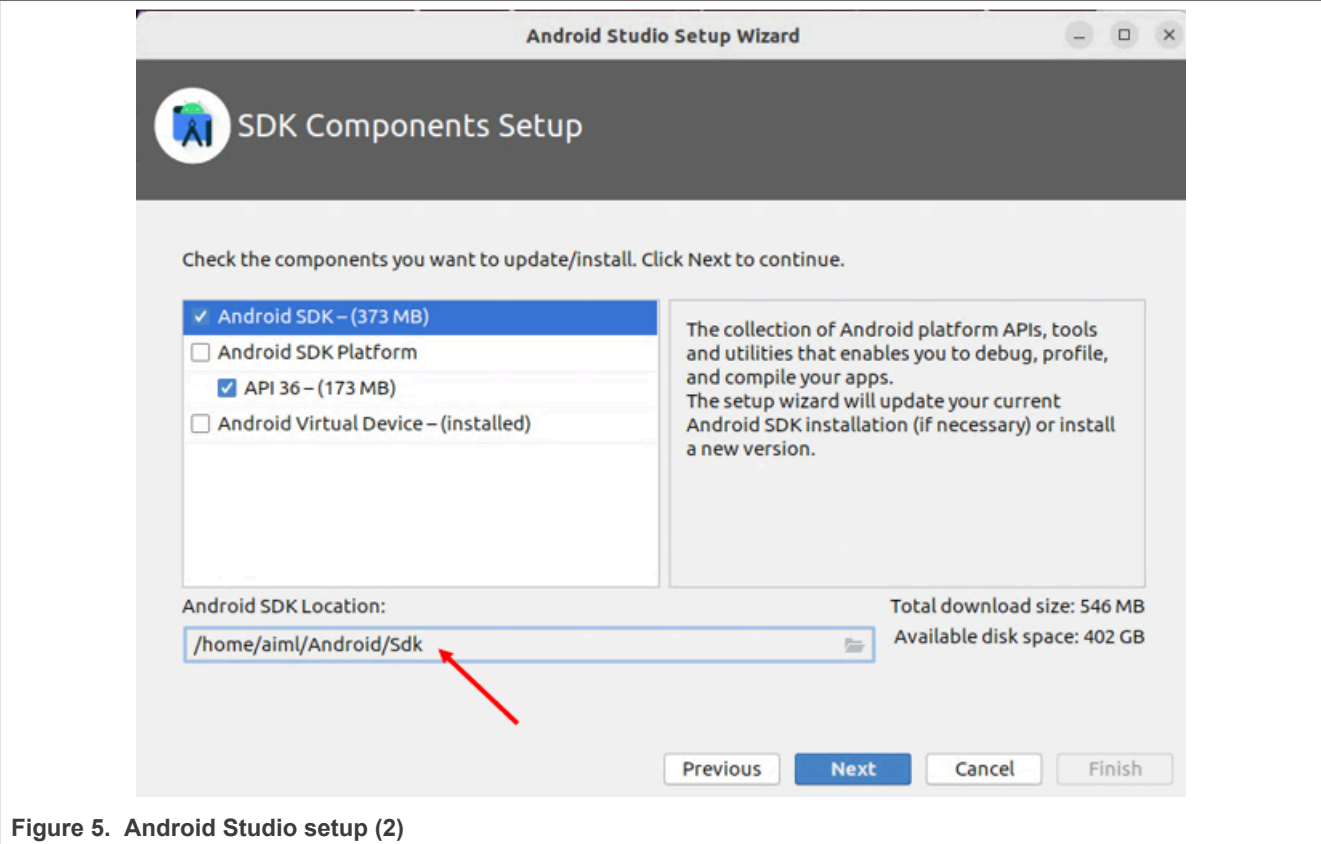 Android Studio Setup Wizard
SDK Components Setup
Check the components you want to update/install. Click Next to continue.
Android SDK – (373 MB)
Android SDK Platform
API 36 – (173 MB)
Android Virtual Device – (installed)
The collection of Android platform APIs, tools
and utilities that enables you to debug, profile,
and compile your apps.
The setup wizard will update your current
Android SDK installation (if necessary) or install
a new version.
Android SDK Location:
/home/aiml/Android/Sdk
Total download size: 546 MB
Available disk space: 402 GB
Previous
Next
Cancel
Finish
Figure 5. Android Studio setup (2)